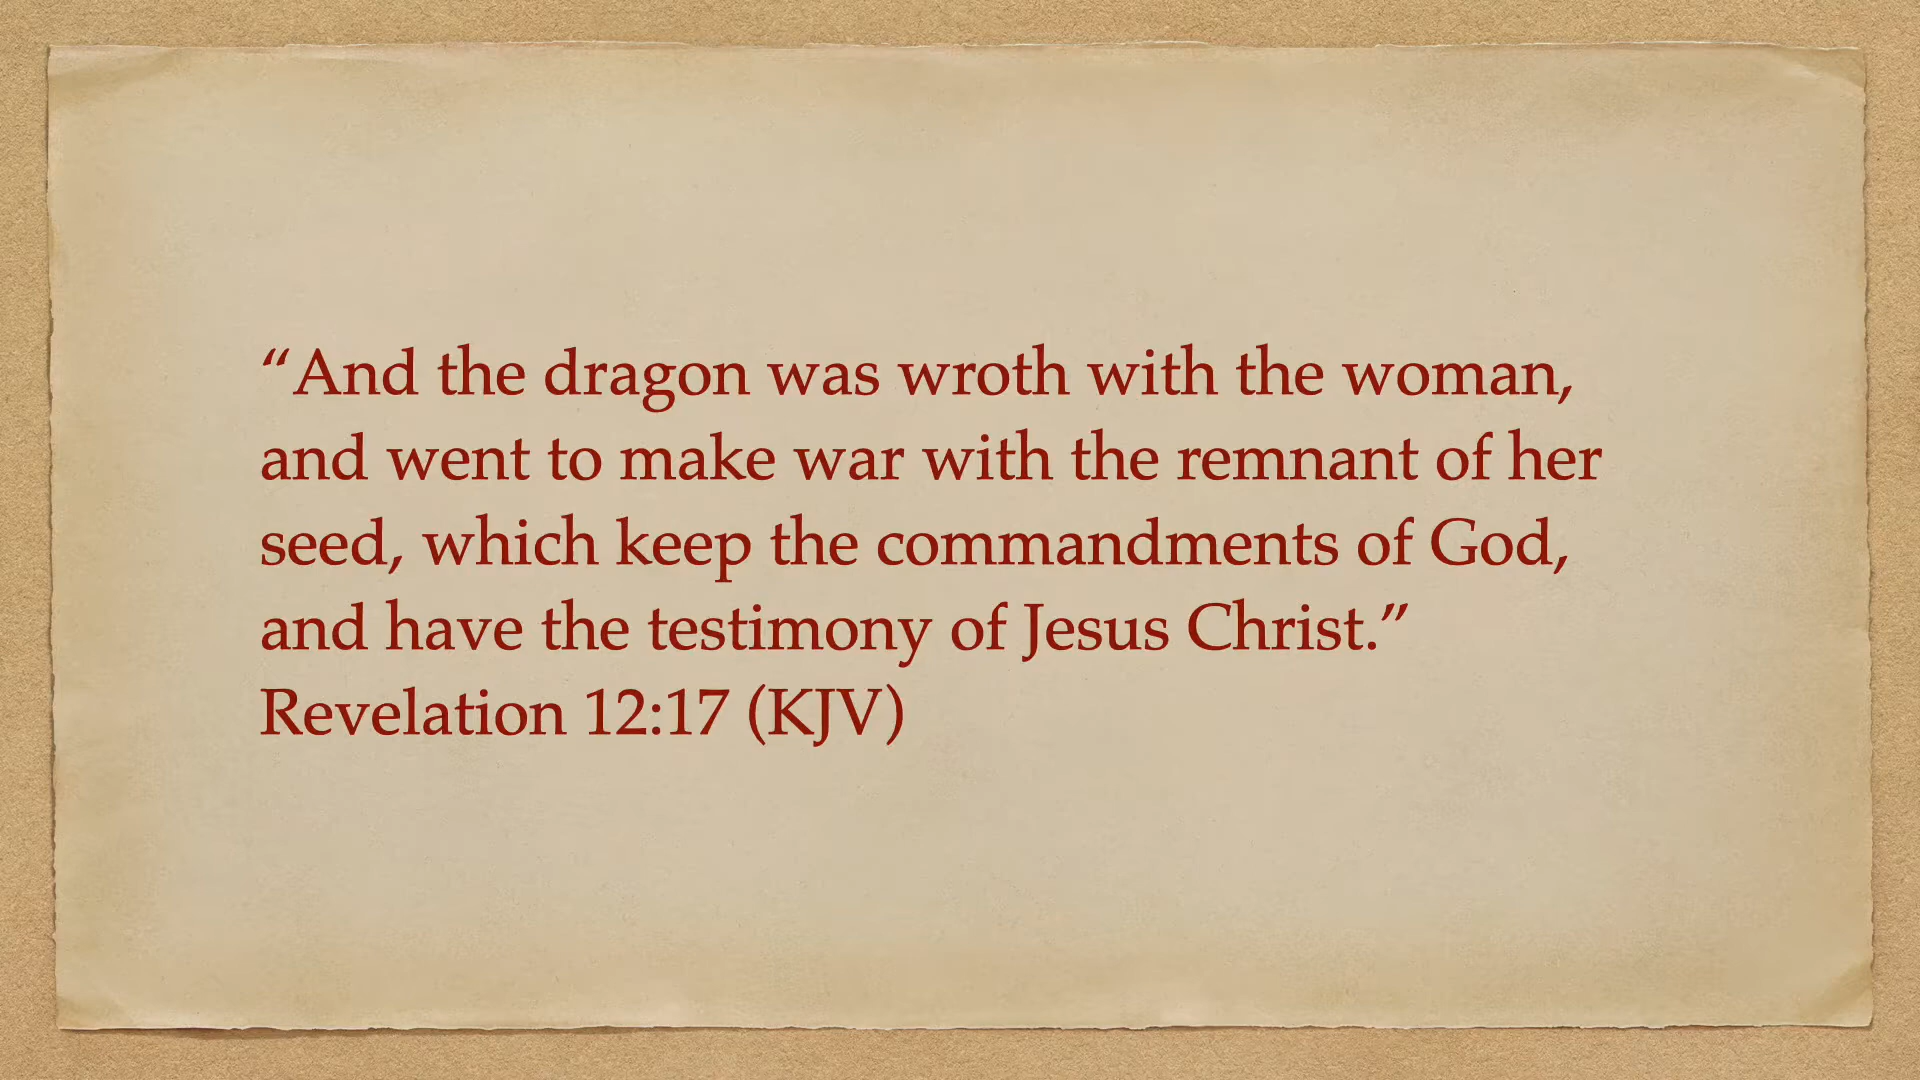 “And the dragon was wroth with the woman,
and went to make war with the remnant of her
seed, which keep the commandments of God,
and have the testimony of Jesus Christ.”
Revelation 12:17 (KJV)